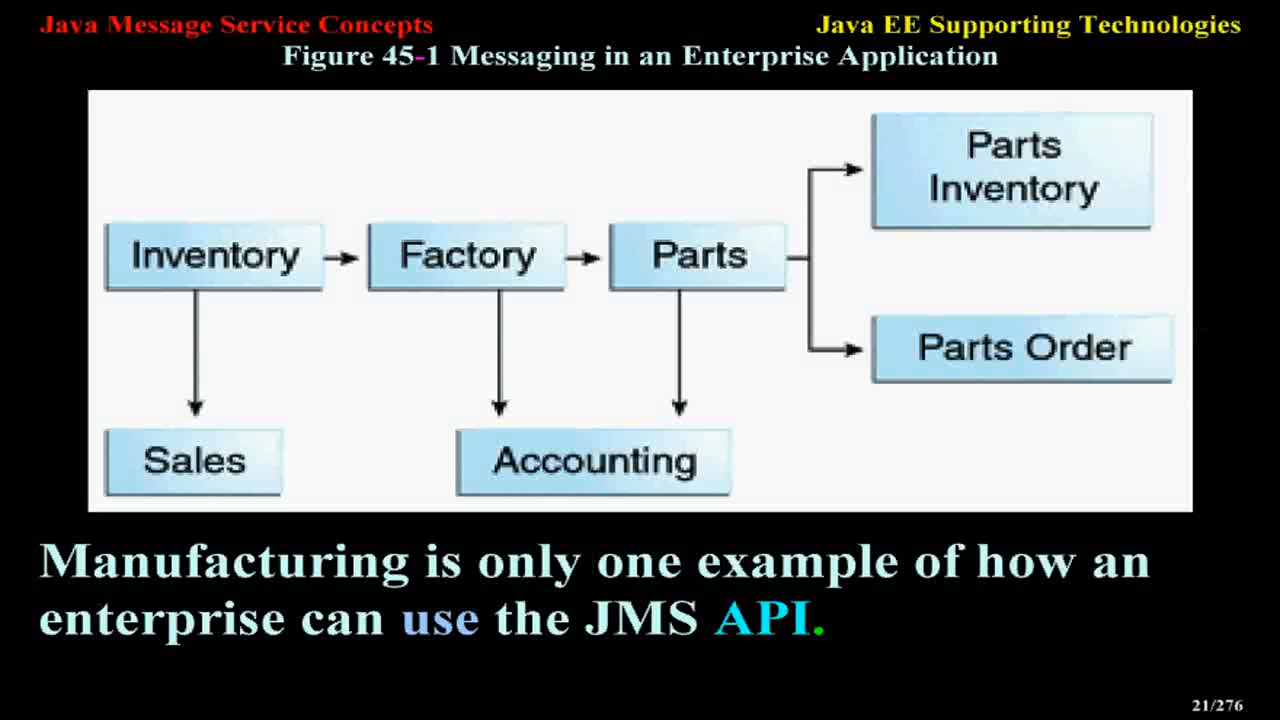 Java Message Service Concepts
Java EE Supporting Technologies
Figure 45-1 Messaging in an Enterprise Application
Parts
Inventory
Inventory
Factory
Parts
Parts Order
Sales
Accounting
Manufacturing is only one example of how an
enterprise can use the JMS API.
21/276